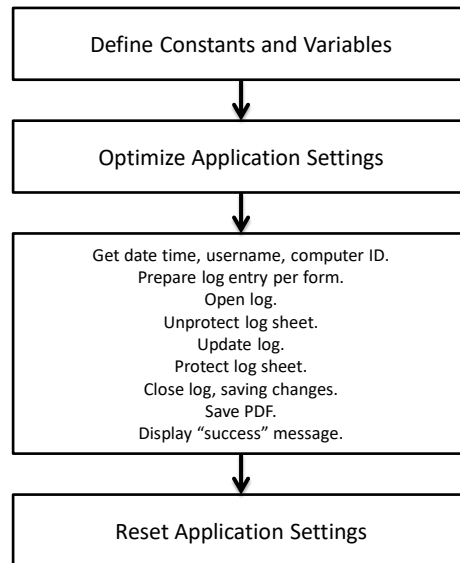 Define Constants and Variables
Optimize Application Settings
Get date time, username, computer ID.
Prepare log entry per form.
Open log.
Unprotect log sheet.
Update log.
Protect log sheet.
Close log, saving changes.
Save PDF.
Display “success” message.
Reset Application Settings